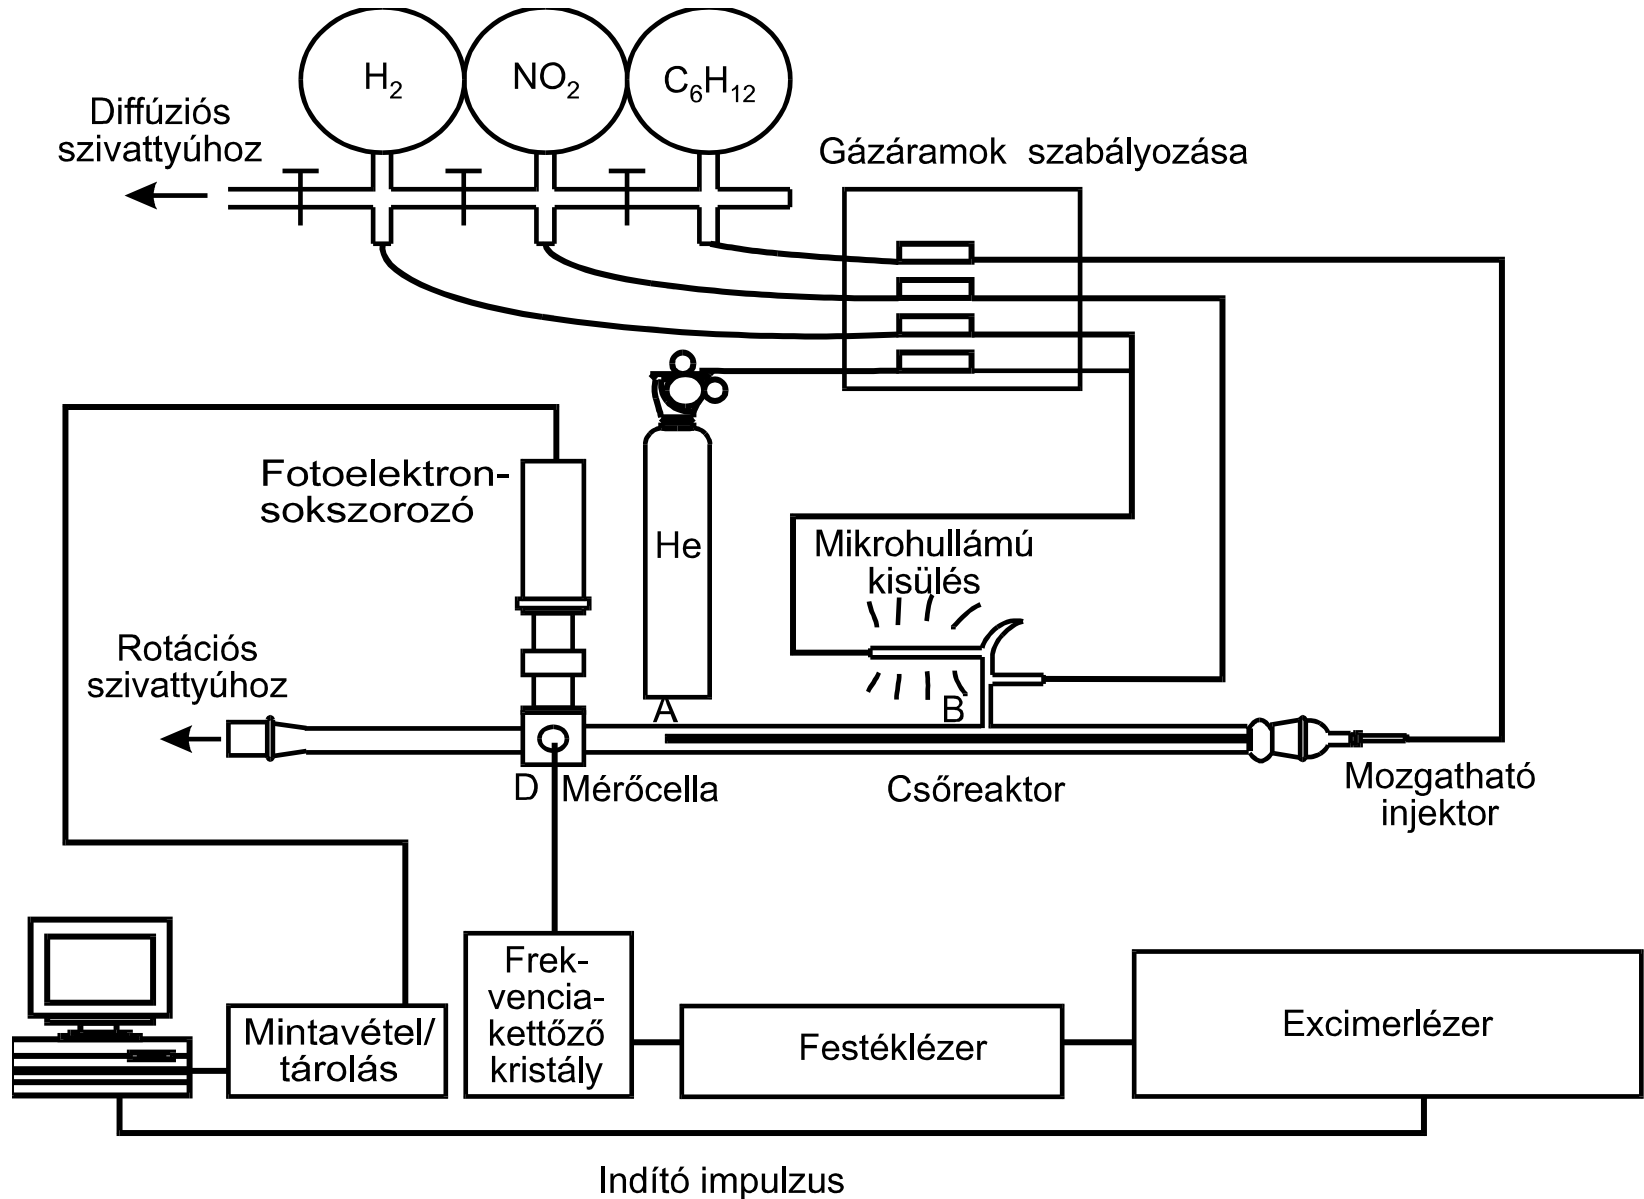 H2
NO2
C6H12
Diffúziós
szivattyúhoz
Gázáramok szabályozása
Fotoelektron-
sokszorozó
He
Mikrohullámú
kisülés
Rotációs
szivattyúhoz
A
B
D
Mérőcella
Csőreaktor
Mozgatható
injektor
Frek-
vencia-
kettőző
kristály
Mintavétel/
tárolás
Festéklézer
Excimerlézer
Indító impulzus